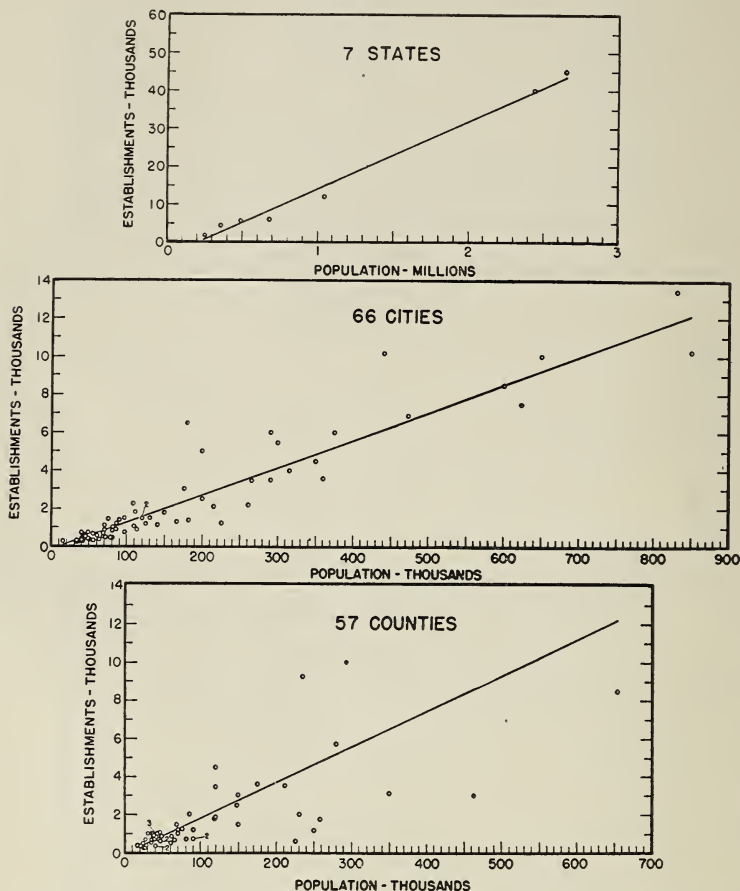 7 STATES
ESTABLISHMENTS - THOUSANDS
60
50
40
30
20
10
0
0 1 2 3
POPULATION - MILLIONS
66 CITIES
ESTABLISHMENTS - THOUSANDS
14
12
10
8
6
4
2
0
2
0 100 200 300 400 500 600 700 800 900
POPULATION - THOUSANDS
57 COUNTIES
ESTABLISHMENTS - THOUSANDS
14
12
10
8
6
4
2
0
3
2
0 100 200 300 400 500 600 700
POPULATION - THOUSANDS